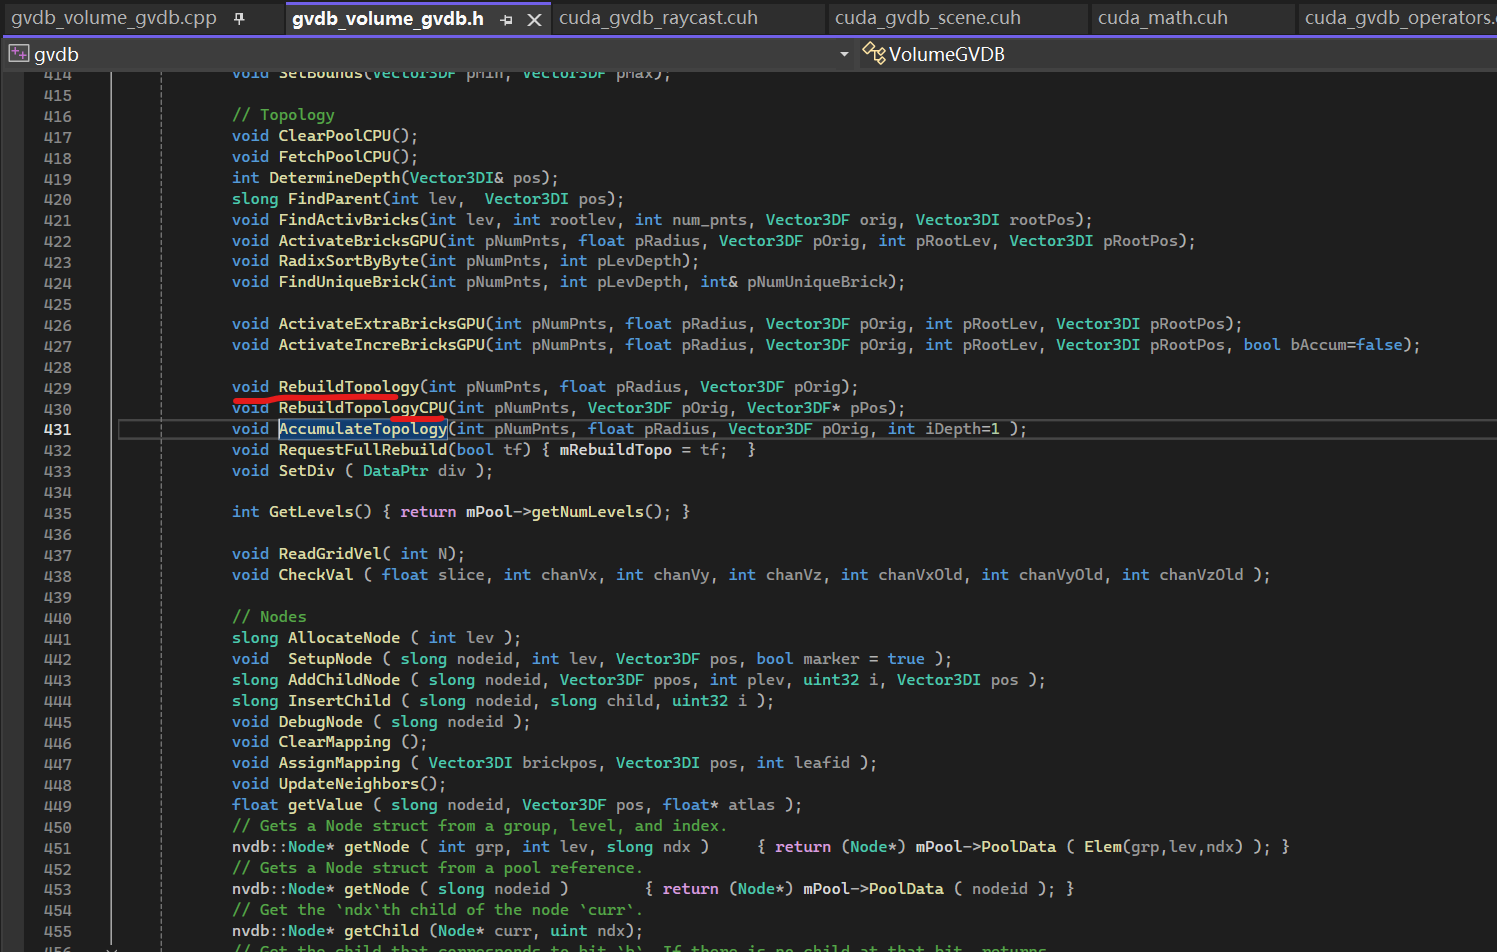 gvdb_volume_gvdb.cpp gvdb_volume_gvdb.h cuda_gvdb_raycast.cuh cuda_gvdb_scene.cuh cuda_math.cuh cuda_gvdb_operators.
gvdb VolumeGVDB
414 void SetBounds(Vector3DF pMin, Vector3DF pMax);
415
416 // Topology
417 void ClearPoolCPU();
418 void FetchPoolCPU();
419 int DetermineDepth(Vector3DI& pos);
420 slong FindParent(int lev,  Vector3DI pos);
421 void FindActivBricks(int lev, int rootlev, int num_pnts, Vector3DF orig, Vector3DI rootPos);
422 void ActivateBricksGPU(int pNumPnts, float pRadius, Vector3DF pOrig, int pRootLev, Vector3DI pRootPos);
423 void RadixSortByByte(int pNumPnts, int pLevDepth);
424 void FindUniqueBrick(int pNumPnts, int pLevDepth, int& pNumUniqueBrick);
425
426 void ActivateExtraBricksGPU(int pNumPnts, float pRadius, Vector3DF pOrig, int pRootLev, Vector3DI pRootPos);
427 void ActivateIncreBricksGPU(int pNumPnts, float pRadius, Vector3DF pOrig, int pRootLev, Vector3DI pRootPos, bool bAccum=false);
428
429 void RebuildTopology(int pNumPnts, float pRadius, Vector3DF pOrig);
430 void RebuildTopologyCPU(int pNumPnts, Vector3DF pOrig, Vector3DF* pPos);
431 void AccumulateTopology(int pNumPnts, float pRadius, Vector3DF pOrig, int iDepth=1 );
432 void RequestFullRebuild(bool tf) { mRebuildTopo = tf;  }
433 void SetDiv ( DataPtr div );
434
435 int GetLevels() { return mPool->getNumLevels(); }
436
437 void ReadGridVel( int N);
438 void CheckVal ( float slice, int chanVx, int chanVy, int chanVz, int chanVxOld, int chanVyOld, int chanVzOld );
439
440 // Nodes
441 slong AllocateNode ( int lev );
442 void  SetupNode ( slong nodeid, int lev, Vector3DF pos, bool marker = true );
443 slong AddChildNode ( slong nodeid, Vector3DF ppos, int plev, uint32 i, Vector3DI pos );
444 slong InsertChild ( slong nodeid, slong child, uint32 i );
445 void DebugNode ( slong nodeid );
446 void ClearMapping ();
447 void AssignMapping ( Vector3DI brickpos, Vector3DI pos, int leafid );
448 void UpdateNeighbors();
449 float getValue ( slong nodeid, Vector3DF pos, float* atlas );
450 // Gets a Node struct from a group, level, and index.
451 nvdb::Node* getNode ( int grp, int lev, slong ndx )     { return (Node*) mPool->PoolData ( Elem(grp,lev,ndx) ); }
452 // Gets a Node struct from a pool reference.
453 nvdb::Node* getNode ( slong nodeid )        { return (Node*) mPool->PoolData ( nodeid ); }
454 // Get the `ndx`th child of the node `curr`.
455 nvdb::Node* getChild (Node* curr, uint ndx);
456 // Get the child that corresponds to bit `b`. If there is no child at that bit, returns